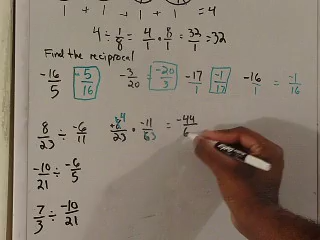 1 + 1 + 1 + 1 = 4
4 ÷ 1/8 = 4/1 · 8/1 = 32/1 = 32
Find the reciprocal
-16/5 -5/16 -3/20 -20/3 -17/1 -1/17 -16/1 = -1/16
8/23 ÷ -6/11 8 4/23 · -11/6 3 = -44/6
-10/21 ÷ -6/5
7/3 ÷ -10/21